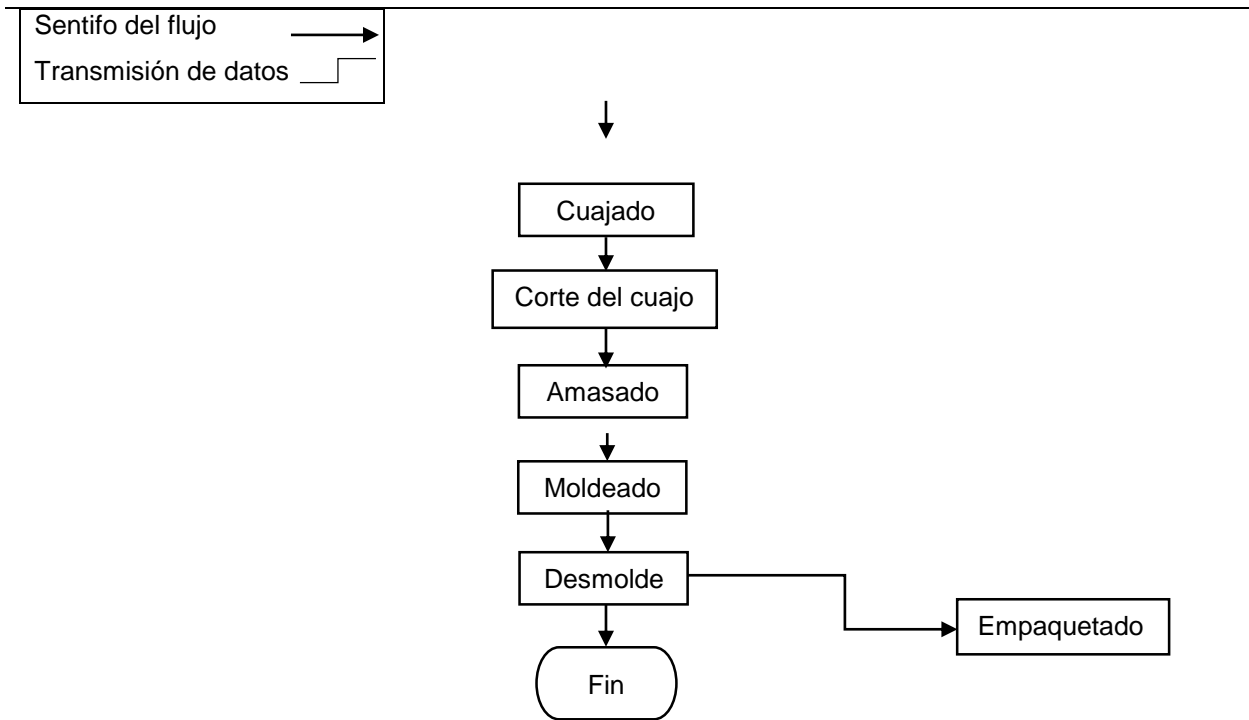 Sentifo del flujo
Transmisión de datos
Cuajado
Corte del cuajo
Amasado
Moldeado
Desmolde
Empaquetado
Fin